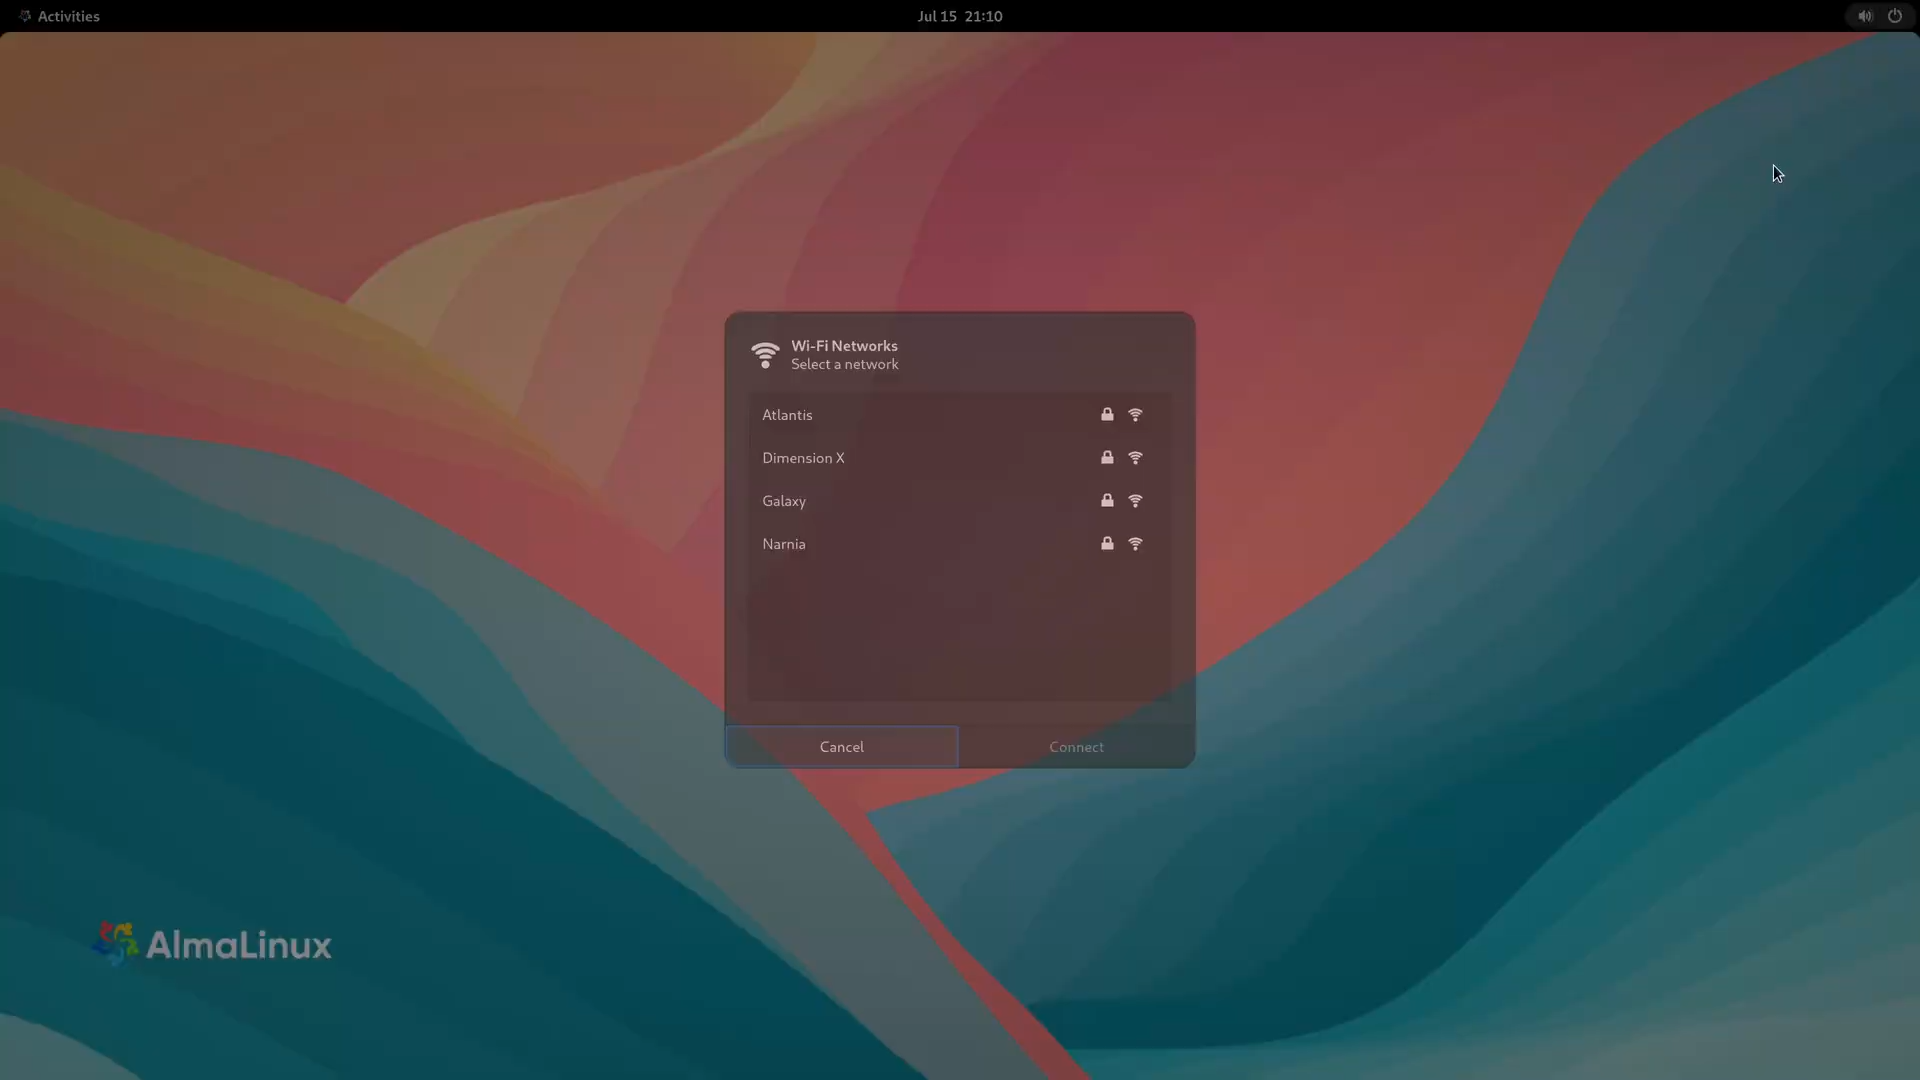 Activities
Jul 15 21:10
Wi-Fi Networks
Select a network
Atlantis
Dimension X
Galaxy
Narnia
Cancel
Connect
AlmaLinux